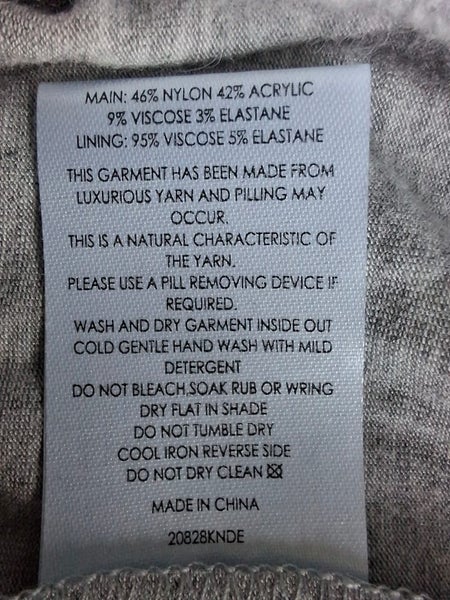 MAIN: 46% NYLON 42% ACRYLIC
9% VISCOSE 3% ELASTANE
LINING: 95% VISCOSE 5% ELASTANE
THIS GARMENT HAS BEEN MADE FROM
LUXURIOUS YARN AND PILLING MAY
OCCUR.
THIS IS A NATURAL CHARACTERISTIC OF
THE YARN.
PLEASE USE A PILL REMOVING DEVICE IF
REQUIRED.
WASH AND DRY GARMENT INSIDE OUT
COLD GENTLE HAND WASH WITH MILD
DETERGENT
DO NOT BLEACH,SOAK RUB OR WRING
DRY FLAT IN SHADE
DO NOT TUMBLE DRY
COOL IRON REVERSE SIDE
DO NOT DRY CLEAN
MADE IN CHINA
20828KNDE